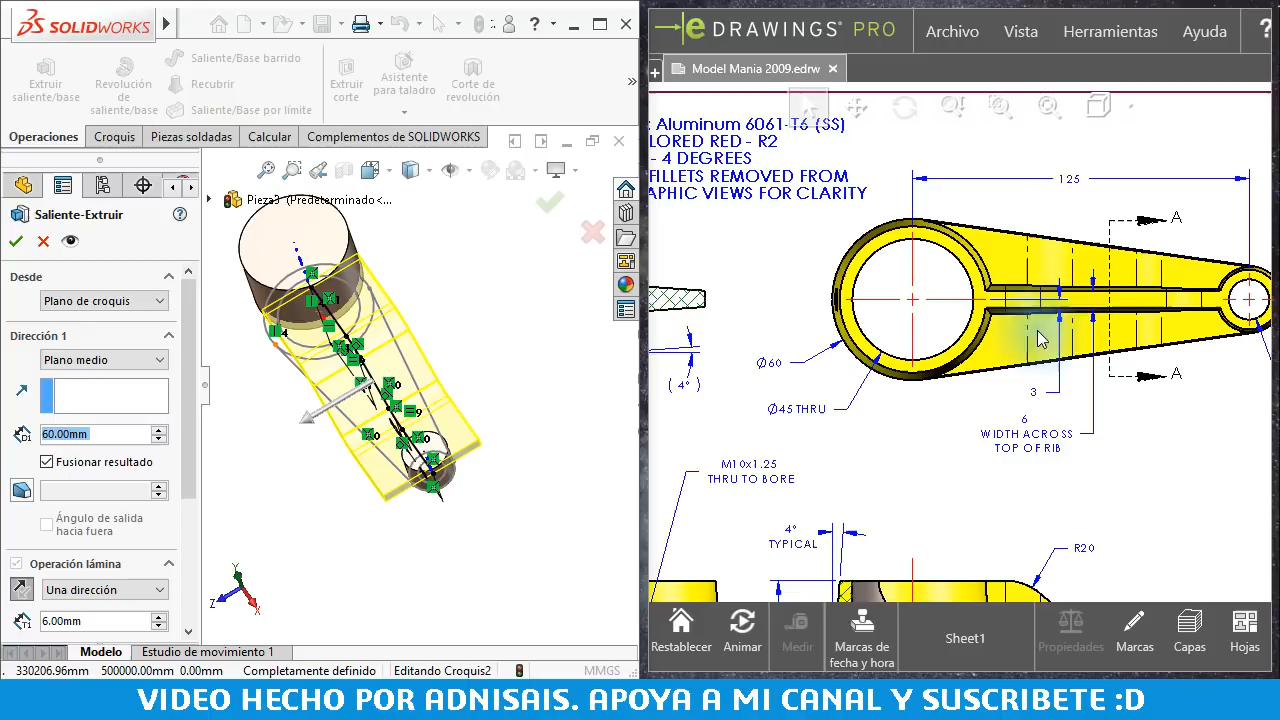 SOLIDWORKS
Extruir
saliente/base
Revolución
de
saliente/base
Saliente/Base barrido
Recubrir
Saliente/Base por límite
Extruir
corte
Asistente
para
taladro
Corte de
revolución
Operaciones
Croquis
Piezas soldadas
Calcular
Complementos de SOLIDWORKS
Saliente-Extruir
Desde
Plano de croquis
Dirección 1
Plano medio
60.00mm
Fusionar resultado
Ángulo de salida
hacia fuera
Operación lámina
Una dirección
6.00mm
Pieza3 (Predeterminado <...
Modelo
Estudio de movimiento 1
330206.96mm
500000.00mm
0.00mm
Completamente definido
Editando Croquis2
MMGS
eDRAWINGS® PRO
Archivo
Vista
Herramientas
Ayuda
?
Model Mania 2009.edrw
: Aluminum 6061-T6 (SS)
LORED RED - R2
- 4 DEGREES
FILLETS REMOVED FROM
APHIC VIEWS FOR CLARITY
125
A
A
Ø60
Ø45 THRU
( 4° )
3
6
WIDTH ACROSS
TOP OF RIB
M10x1.25
THRU TO BORE
4°
TYPICAL
R20
Restablecer
Animar
Medir
Marcas de
fecha y hora
Sheet1
Propiedades
Marcas
Capas
Hojas
VIDEO HECHO POR ADNISAIS. APOYA A MI CANAL Y SUSCRIBETE :D